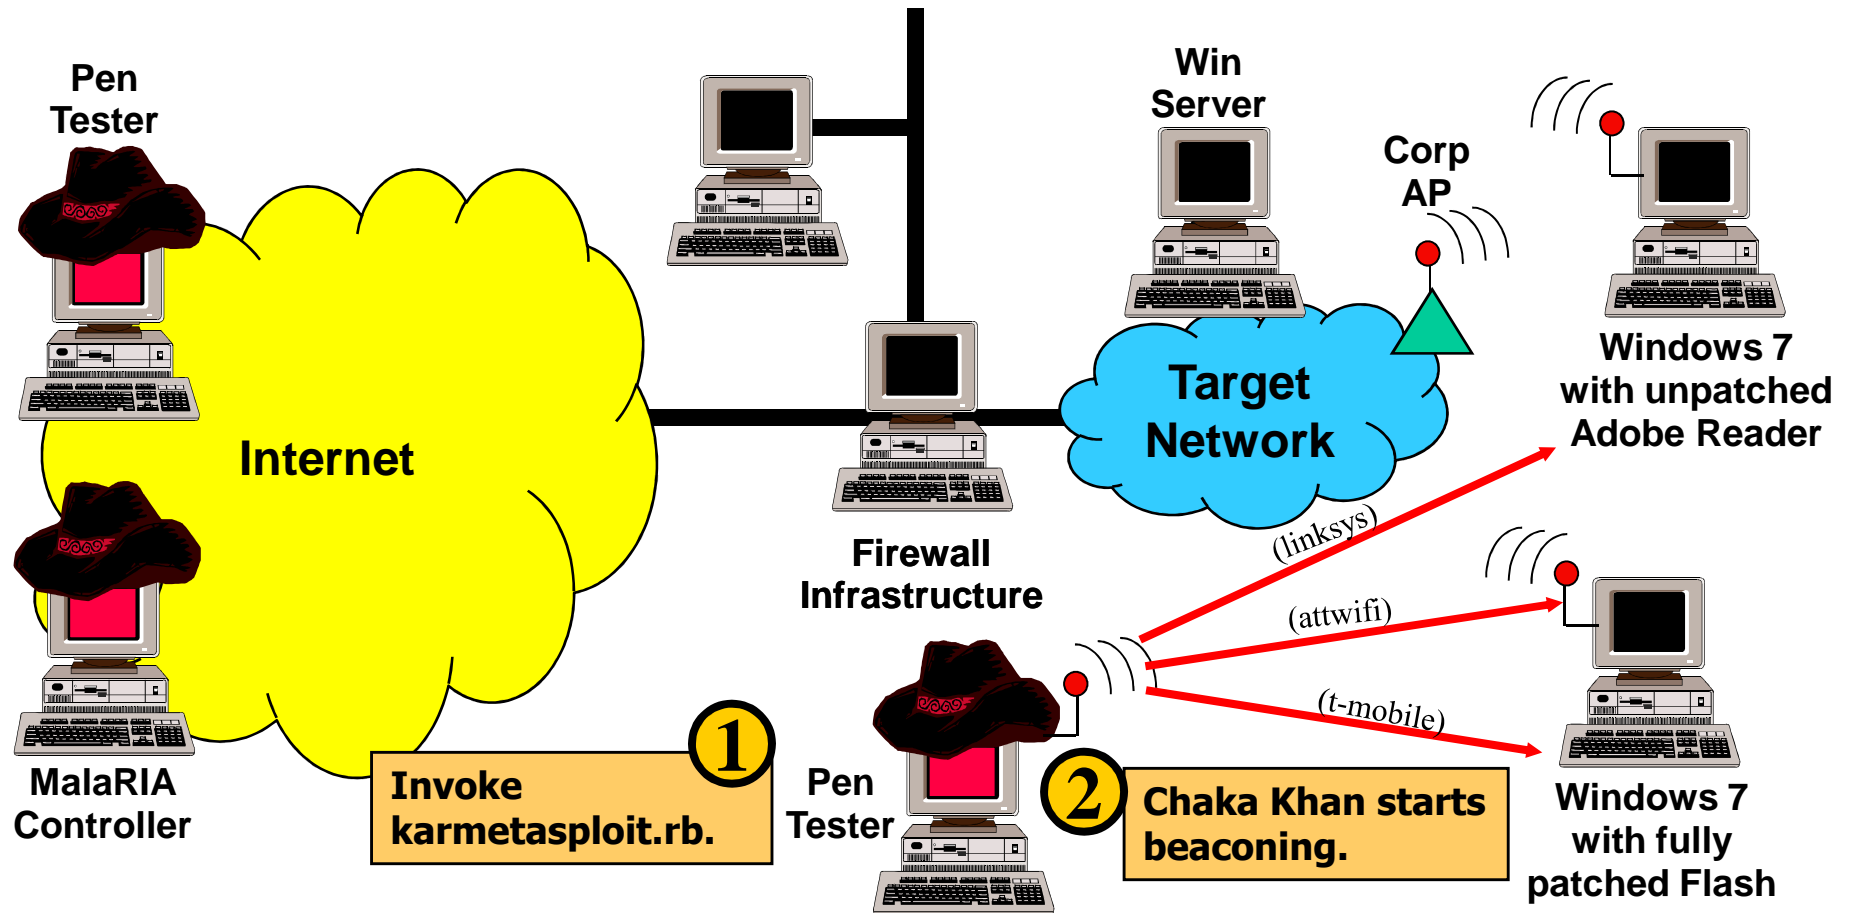 Pen
Tester
Win
Server
Corp
AP
Windows 7
with unpatched
Adobe Reader
Internet
Target
Network
Firewall
Infrastructure
(linksys)
(attwifi)
(t-mobile)
MalaRIA
Controller
1
Invoke
karmetasploit.rb.
Pen
Tester
2
Chaka Khan starts
beaconing.
Windows 7
with fully
patched Flash